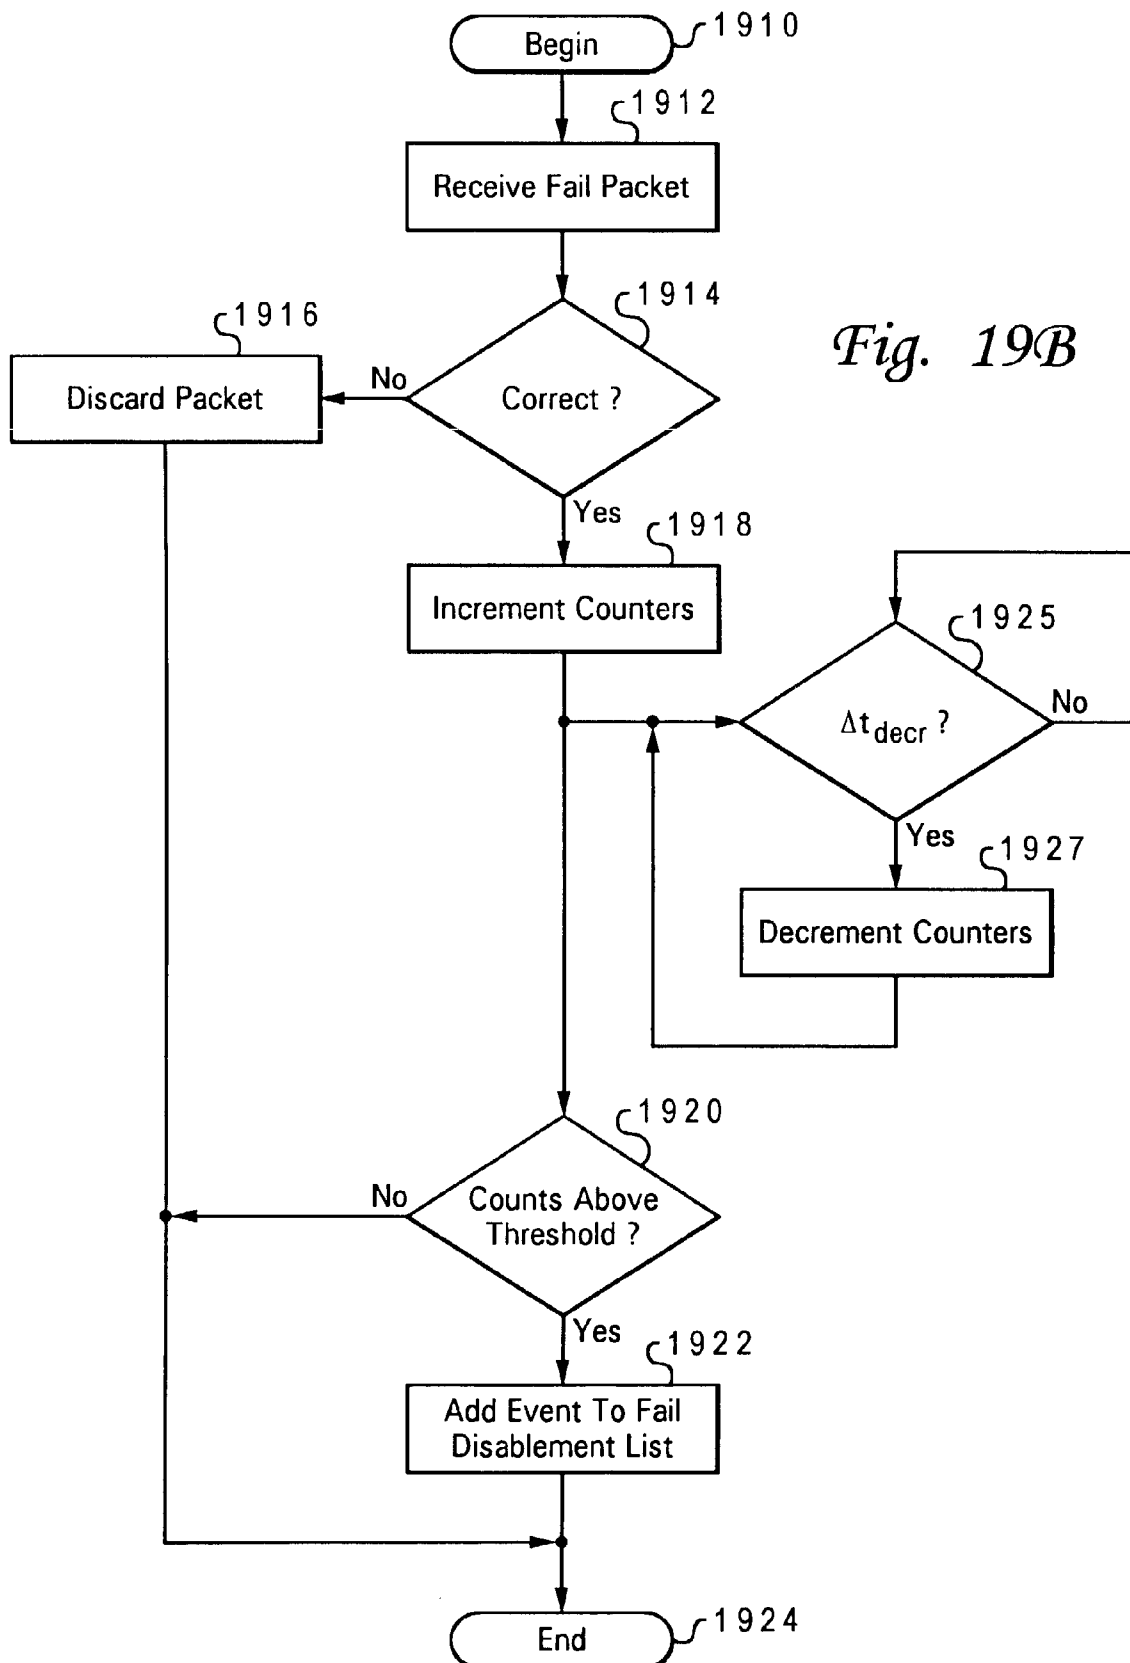 Begin
1910
1912
Receive Fail Packet
1914
Correct ?
Fig. 19B
1916
No
Discard Packet
Yes
1918
Increment Counters
1925
Δt_decr ?
No
Yes
1927
Decrement Counters
1920
Counts Above
Threshold ?
No
Yes
1922
Add Event To Fail
Disablement List
End
1924